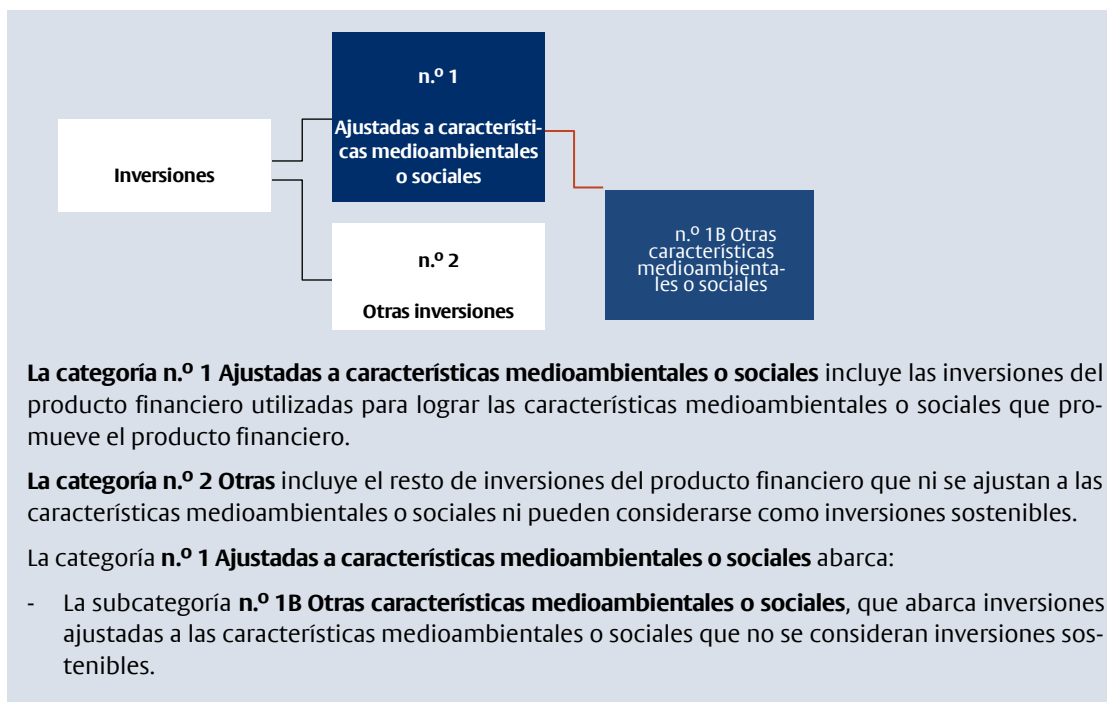 n.º 1
Ajustadas a característi-
cas medioambientales
o sociales
Inversiones
n.º 1B Otras
características
medioambienta-
les o sociales
n.º 2
Otras inversiones
La categoría n.º 1 Ajustadas a características medioambientales o sociales incluye las inversiones del
producto financiero utilizadas para lograr las características medioambientales o sociales que pro-
mueve el producto financiero.
La categoría n.º 2 Otras incluye el resto de inversiones del producto financiero que ni se ajustan a las
características medioambientales o sociales ni pueden considerarse como inversiones sostenibles.
La categoría n.º 1 Ajustadas a características medioambientales o sociales abarca:
- La subcategoría n.º 1B Otras características medioambientales o sociales, que abarca inversiones
ajustadas a las características medioambientales o sociales que no se consideran inversiones sos-
tenibles.